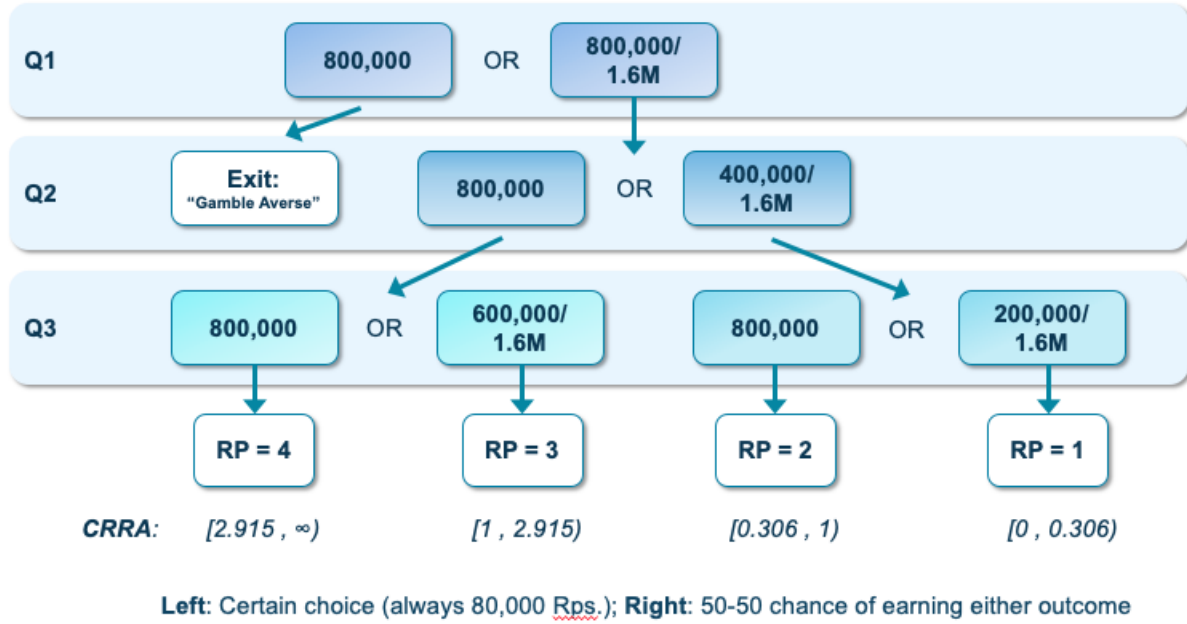 Q1
800,000
OR
800,000/
1.6M
Q2
Exit:
“Gamble Averse”
800,000
OR
400,000/
1.6M
Q3
800,000
OR
600,000/
1.6M
800,000
OR
200,000/
1.6M
RP = 4
RP = 3
RP = 2
RP = 1
CRRA: [2.915 , ∞) [1 , 2.915) [0.306 , 1) [0 , 0.306)
Left: Certain choice (always 80,000 Rps.); Right: 50-50 chance of earning either outcome